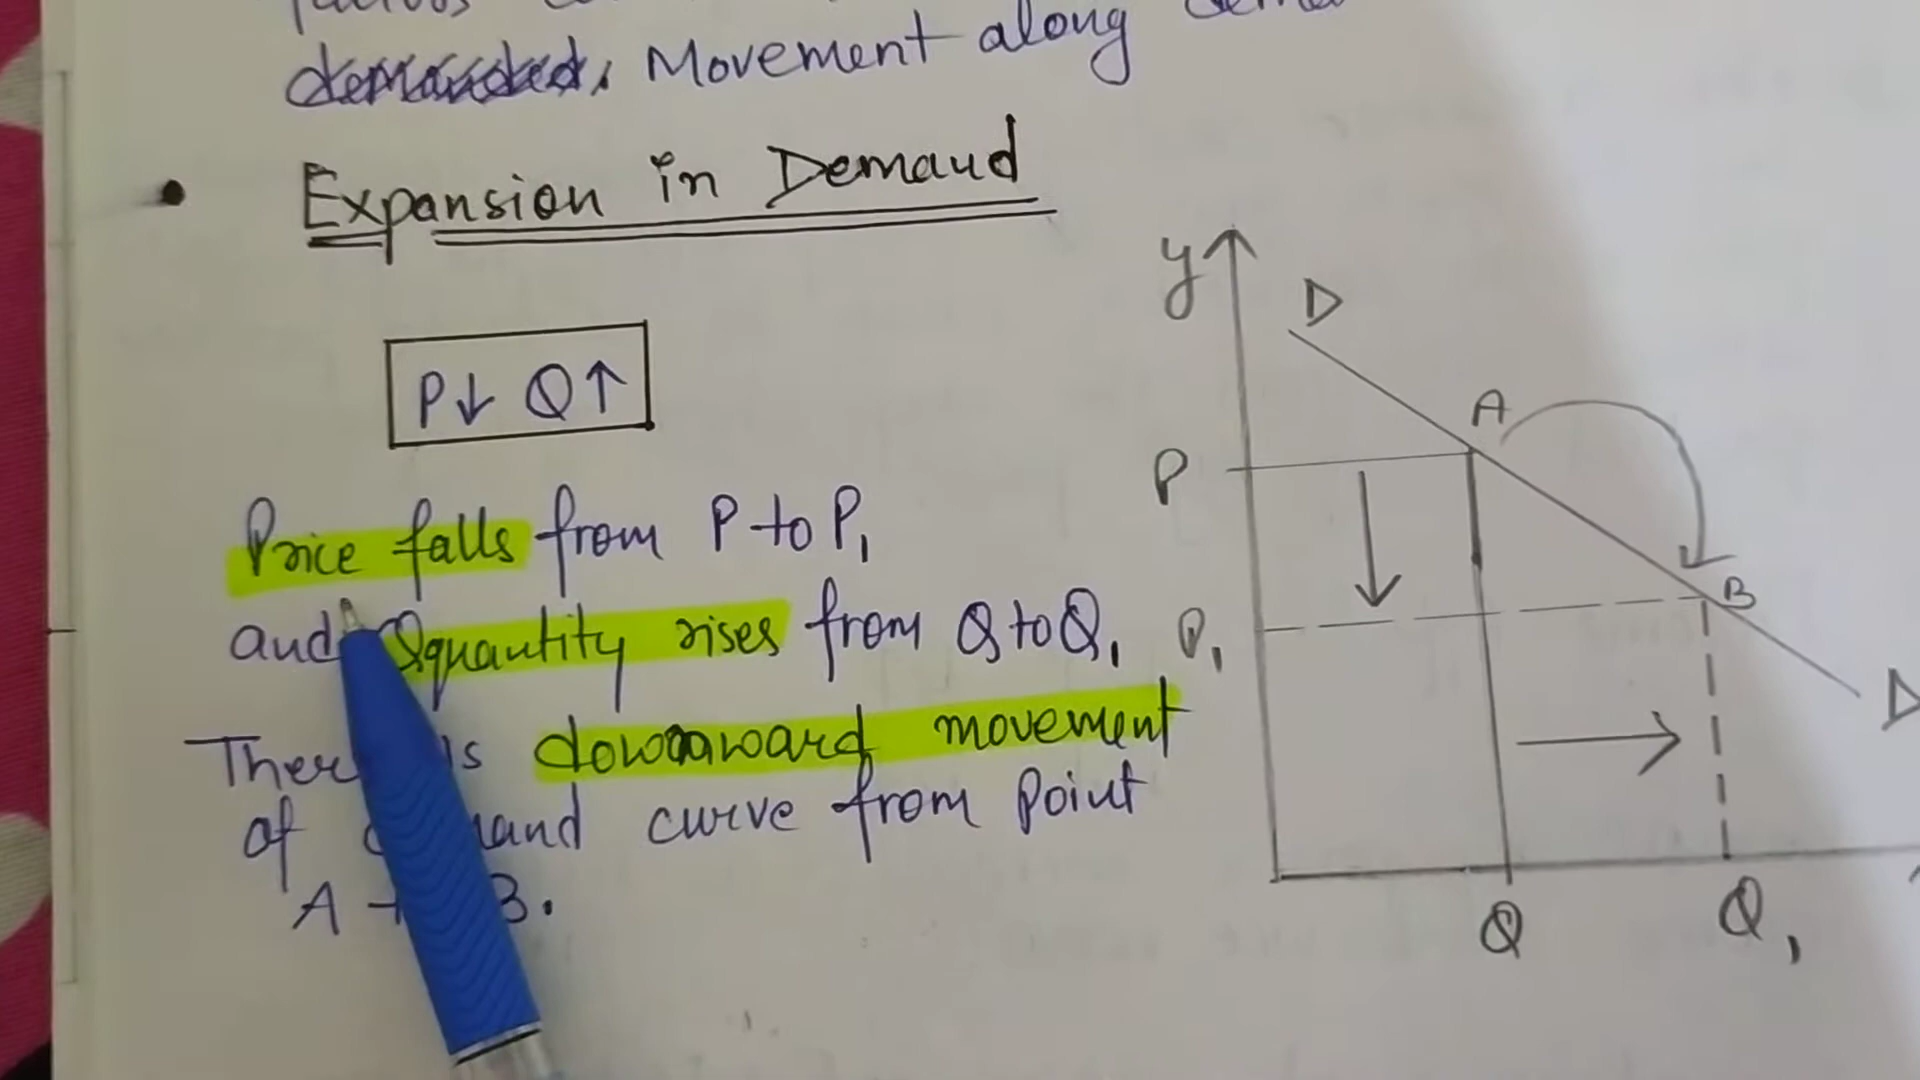 Movement along
• Expansion in Demand
P↓ Q↑
Price falls from P to P₁
and Qquantity rises from Q to Q₁
There is downward movement
of curve from Point
A B.
y
D
A
P
B
P₁
D
Q
Q₁